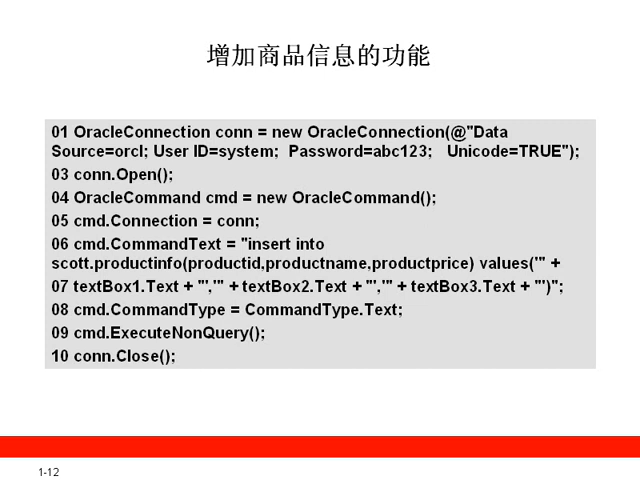 增加商品信息的功能
01 OracleConnection conn = new OracleConnection(@"Data
Source=orcl; User ID=system;  Password=abc123;   Unicode=TRUE");
03 conn.Open();
04 OracleCommand cmd = new OracleCommand();
05 cmd.Connection = conn;
06 cmd.CommandText = "insert into
scott.productinfo(productid,productname,productprice) values('" +
07 textBox1.Text + "','" + textBox2.Text + "','" + textBox3.Text + "')";
08 cmd.CommandType = CommandType.Text;
09 cmd.ExecuteNonQuery();
10 conn.Close();
1-12